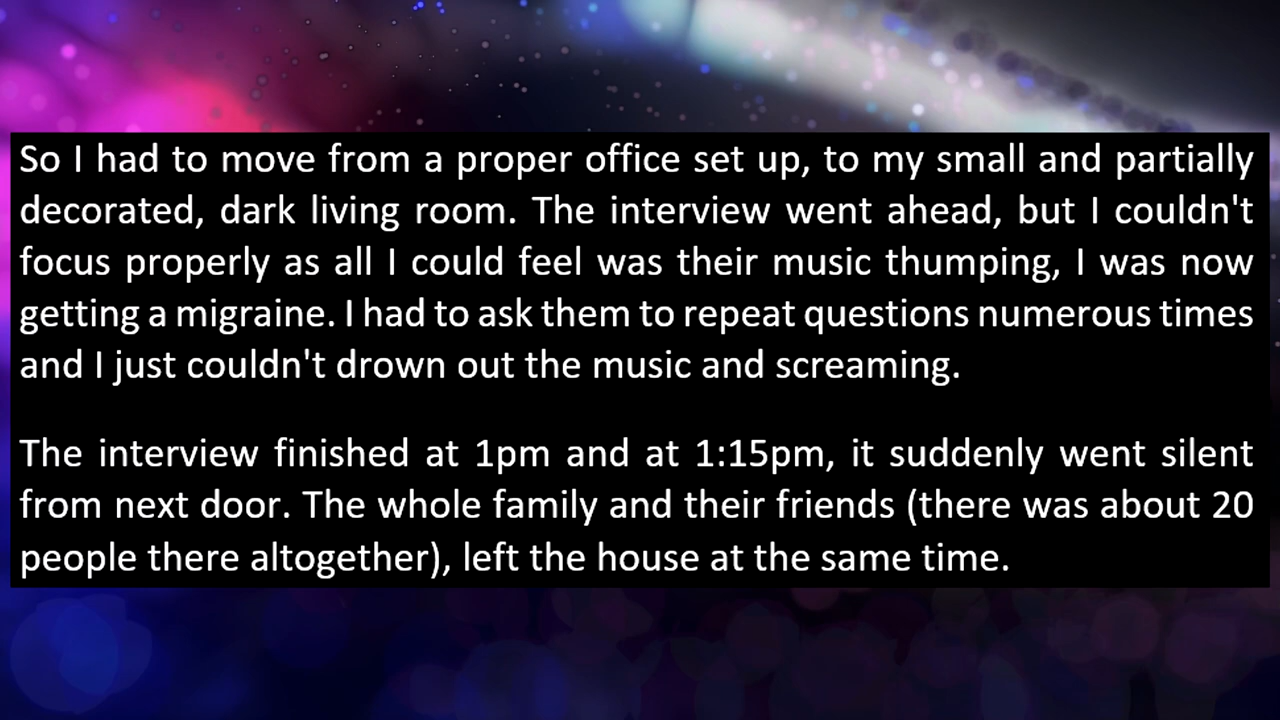 So I had to move from a proper office set up, to my small and partially
decorated, dark living room. The interview went ahead, but I couldn't
focus properly as all I could feel was their music thumping, I was now
getting a migraine. I had to ask them to repeat questions numerous times
and I just couldn't drown out the music and screaming.
The interview finished at 1pm and at 1:15pm, it suddenly went silent
from next door. The whole family and their friends (there was about 20
people there altogether), left the house at the same time.